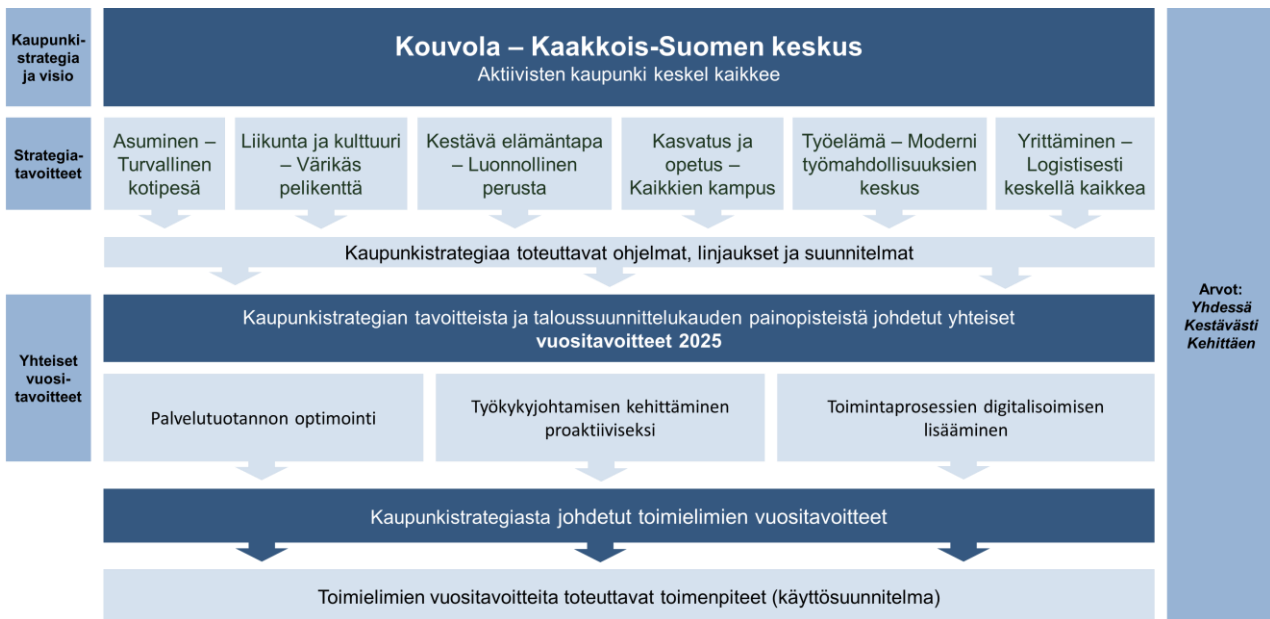 Kaupunki-
strategia
ja visio
Kouvola – Kaakkois-Suomen keskus
Aktiivisten kaupunki keskel kaikkee
Strategia-
tavoitteet
Asuminen –
Turvallinen
kotipesä
Liikunta ja kulttuuri
– Värikäs
pelikenttä
Kestävä elämäntapa
– Luonnollinen
perusta
Kasvatus ja
opetus –
Kaikkien kampus
Työelämä – Moderni
työmahdollisuuksien
keskus
Yrittäminen –
Logistisesti
keskellä kaikkea
Kaupunkistrategiaa toteuttavat ohjelmat, linjaukset ja suunnitelmat
Yhteiset
vuosi-
tavoitteet
Kaupunkistrategian tavoitteista ja taloussuunnittelukauden painopisteistä johdetut yhteiset
vuositavoitteet 2025
Palvelutuotannon optimointi
Työkykyjohtamisen kehittäminen
proaktiiviseksi
Toimintaprosessien digitalisoimisen
lisääminen
Kaupunkistrategiasta johdetut toimielimien vuositavoitteet
Toimielimien vuositavoitteita toteuttavat toimenpiteet (käyttösuunnitelma)
Arvot:
Yhdessä
Kestävästi
Kehittäen